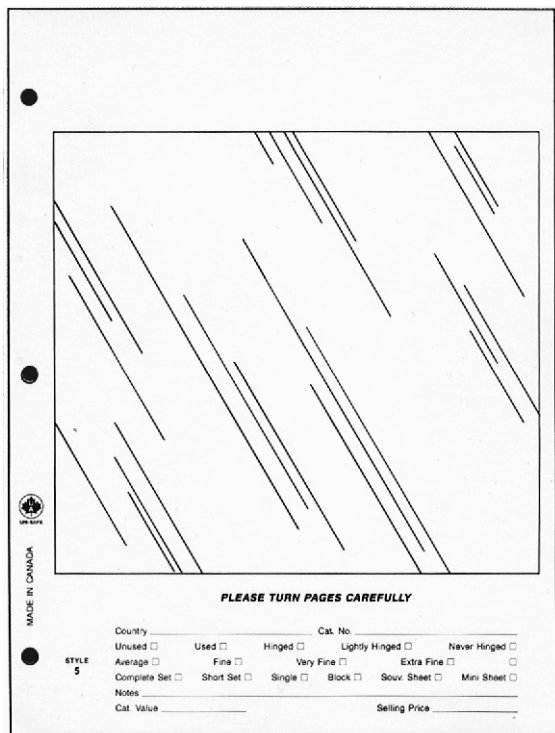 UNI-SAFE
MADE IN CANADA
PLEASE TURN PAGES CAREFULLY
Country Cat. No.
Unused □ Used □ Hinged □ Lightly Hinged □ Never Hinged □
STYLE
5
Average □ Fine □ Very Fine □ Extra Fine □ □
Complete Set □ Short Set □ Single □ Block □ Souv. Sheet □ Mini Sheet □
Notes
Cat. Value Selling Price